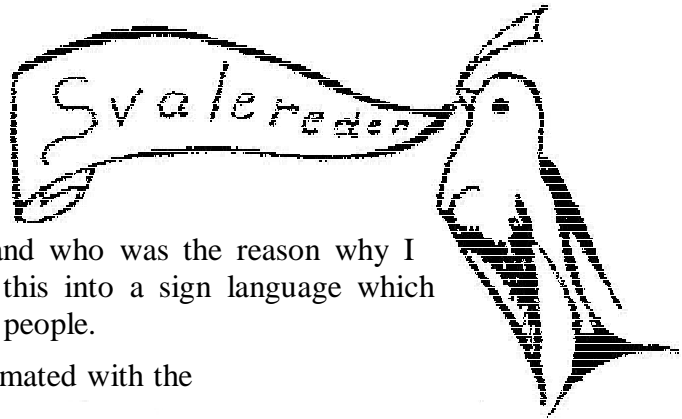 Svalereden
and who was the reason why I
this into a sign language which
people.
mated with the